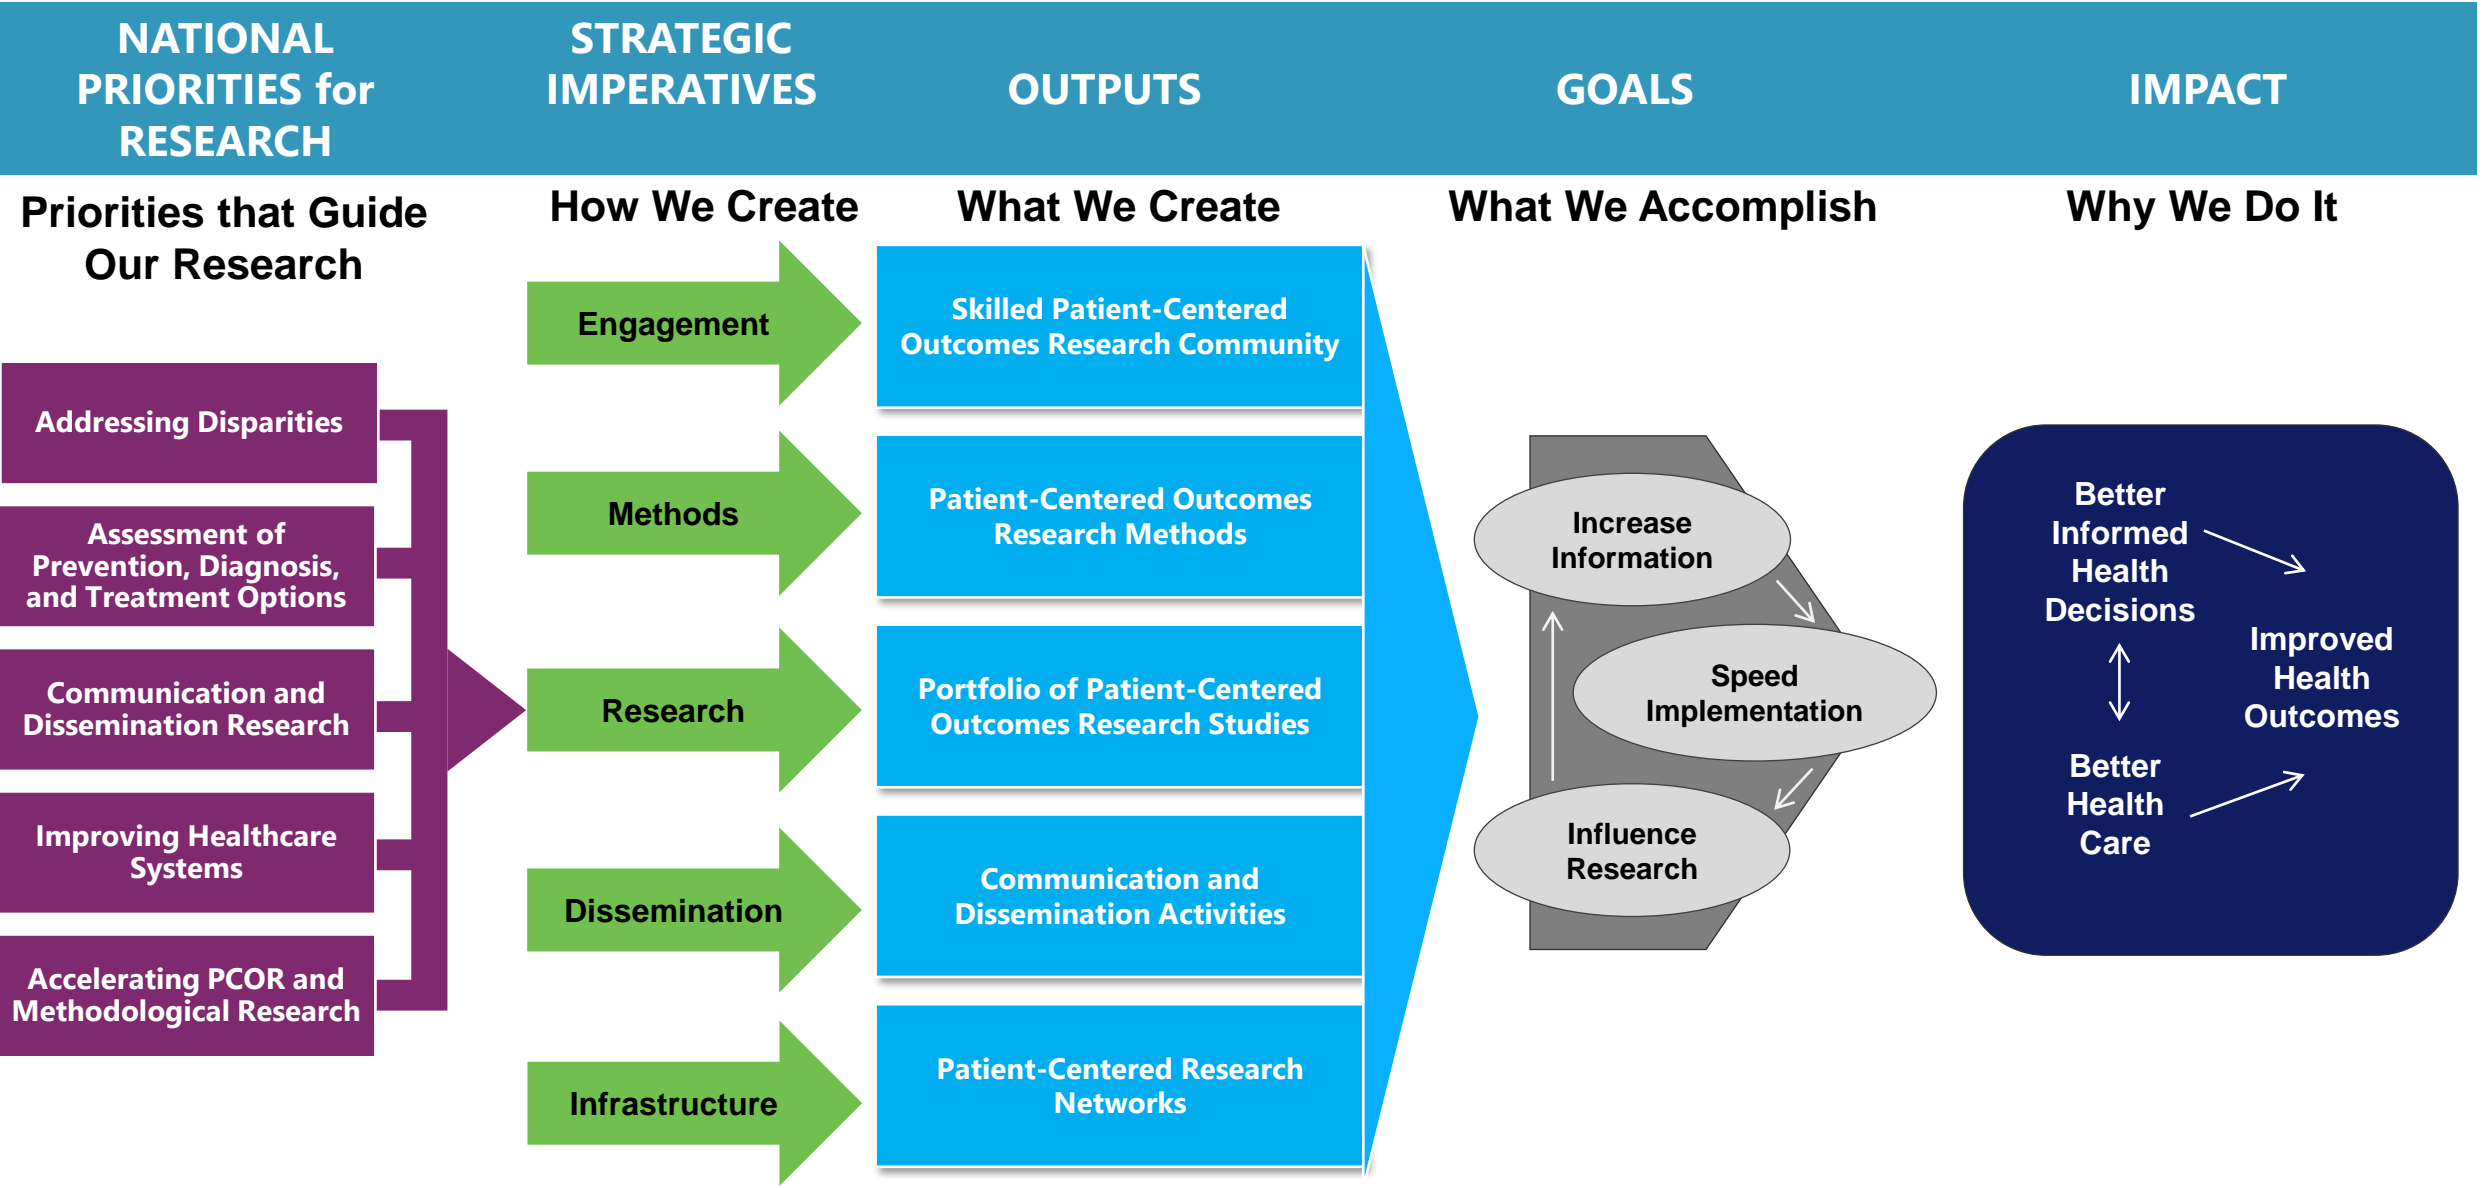 NATIONAL
PRIORITIES for
RESEARCH
STRATEGIC
IMPERATIVES
OUTPUTS
GOALS
IMPACT
Priorities that Guide
Our Research
How We Create
What We Create
What We Accomplish
Why We Do It
Addressing Disparities
Assessment of
Prevention, Diagnosis,
and Treatment Options
Communication and
Dissemination Research
Improving Healthcare
Systems
Accelerating PCOR and
Methodological Research
Engagement
Methods
Research
Dissemination
Infrastructure
Skilled Patient-Centered
Outcomes Research Community
Patient-Centered Outcomes
Research Methods
Portfolio of Patient-Centered
Outcomes Research Studies
Communication and
Dissemination Activities
Patient-Centered Research
Networks
Increase
Information
Speed
Implementation
Influence
Research
Better
Informed
Health
Decisions
Better
Health
Care
Improved
Health
Outcomes